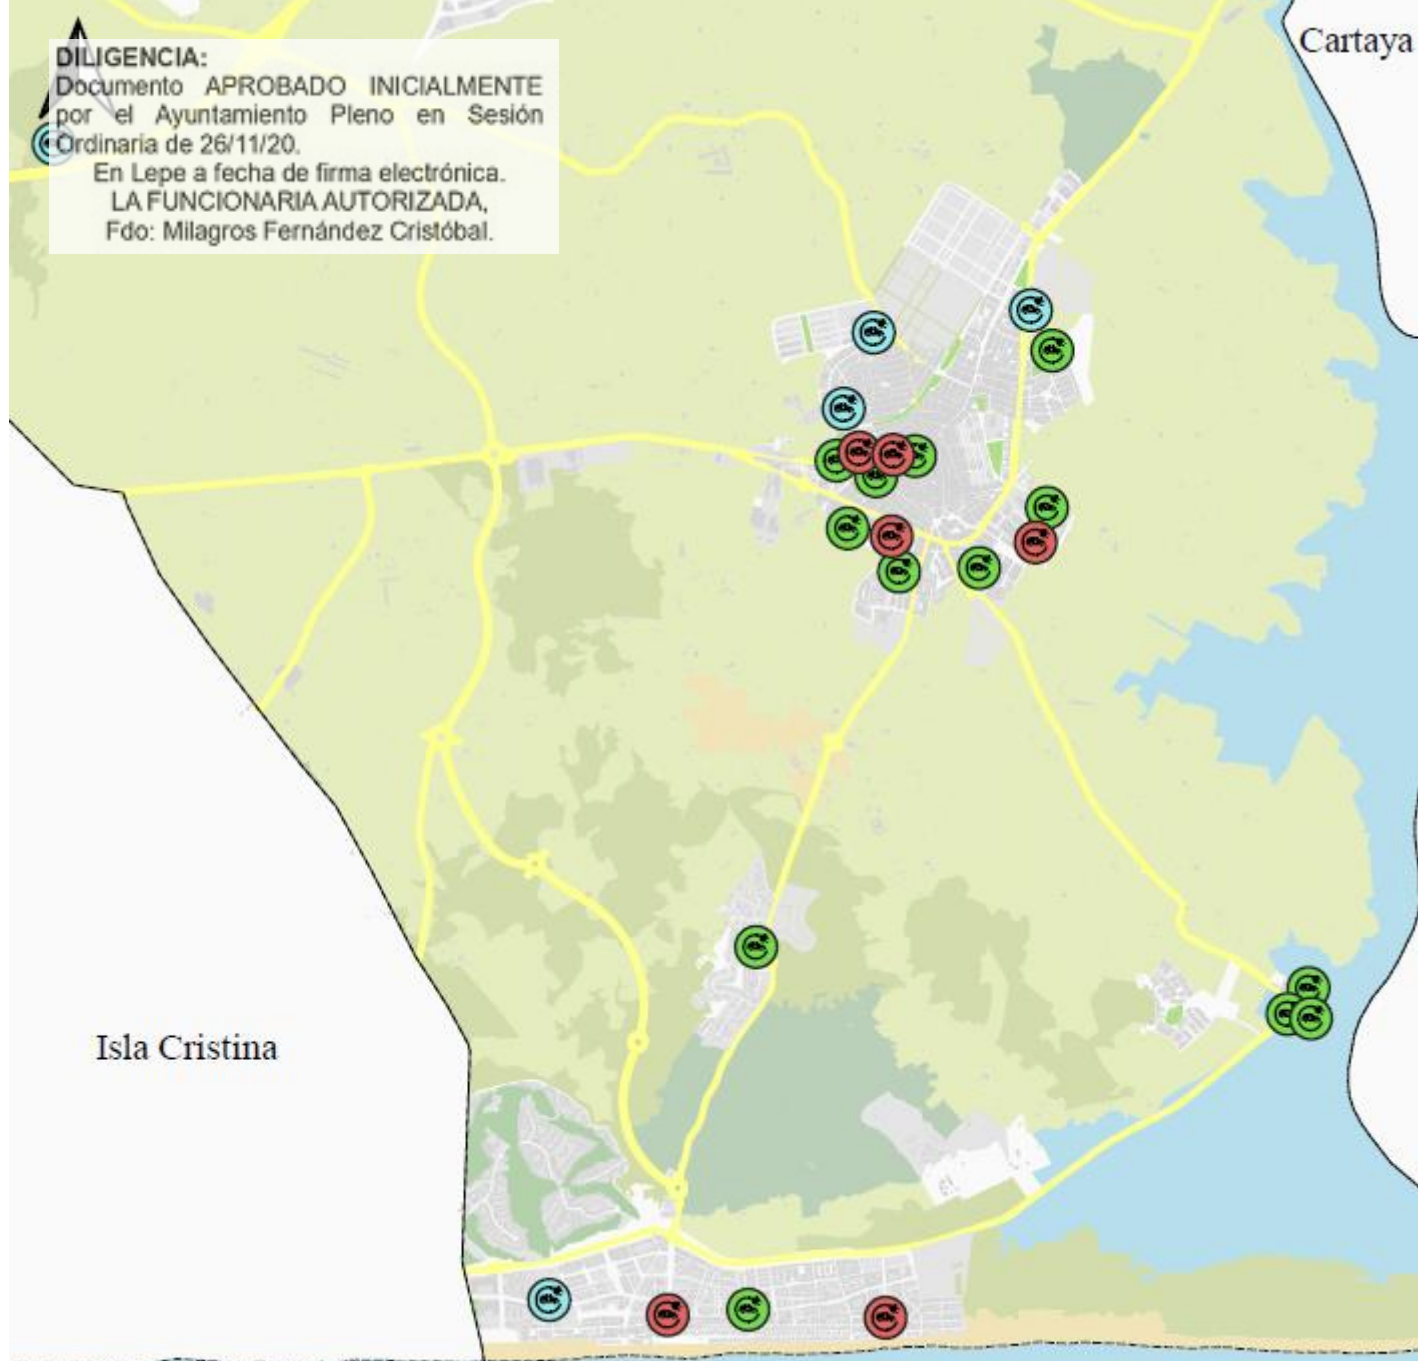 Cartaya
DILIGENCIA:
Documento APROBADO INICIALMENTE
por el Ayuntamiento Pleno en Sesión
Ordinaria de 26/11/20.
En Lepe a fecha de firma electrónica.
LA FUNCIONARIA AUTORIZADA,
Fdo: Milagros Fernández Cristóbal.
Isla Cristina